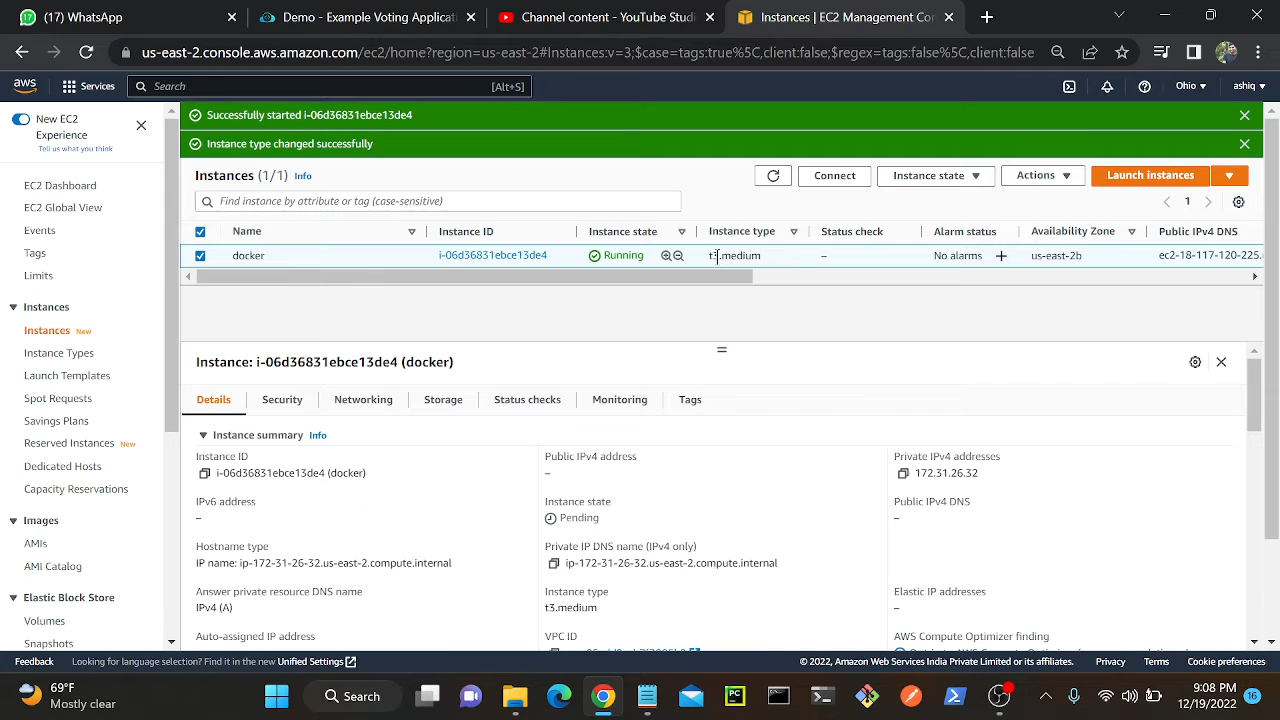 (17) WhatsApp
Demo - Example Voting Applicati
Channel content - YouTube Studi
Instances | EC2 Management Con
us-east-2.console.aws.amazon.com/ec2/home?region=us-east-2#Instances:v=3;$case=tags:true%5C,client:false;$regex=tags:false%5C,client:false
aws Services Search [Alt+S] Ohio ashiq
New EC2
Experience
Tell us what you think
EC2 Dashboard
EC2 Global View
Events
Tags
Limits
Instances
Instances New
Instance Types
Launch Templates
Spot Requests
Savings Plans
Reserved Instances New
Dedicated Hosts
Capacity Reservations
Images
AMIs
AMI Catalog
Elastic Block Store
Volumes
Snapshots
Successfully started i-06d36831ebce13de4
Instance type changed successfully
Instances (1/1) Info
Connect
Instance state
Actions
Launch instances
Find instance by attribute or tag (case-sensitive)
1
Name Instance ID Instance state Instance type Status check Alarm status Availability Zone Public IPv4 DNS
docker i-06d36831ebce13de4 Running t3.medium – No alarms us-east-2b ec2-18-117-120-225.
Instance: i-06d36831ebce13de4 (docker)
Details Security Networking Storage Status checks Monitoring Tags
Instance summary Info
Instance ID Public IPv4 address Private IPv4 addresses
i-06d36831ebce13de4 (docker) – 172.31.26.32
IPv6 address Instance state Public IPv4 DNS
– Pending –
Hostname type Private IP DNS name (IPv4 only)
IP name: ip-172-31-26-32.us-east-2.compute.internal ip-172-31-26-32.us-east-2.compute.internal
Answer private resource DNS name Instance type Elastic IP addresses
IPv4 (A) t3.medium –
Auto-assigned IP address VPC ID AWS Compute Optimizer finding
Feedback Looking for language selection? Find it in the new Unified Settings © 2022, Amazon Web Services India Private Limited or its affiliates. Privacy Terms Cookie preferences
69°F
Mostly clear
Search
PC
9:08 PM
12/19/2022
16